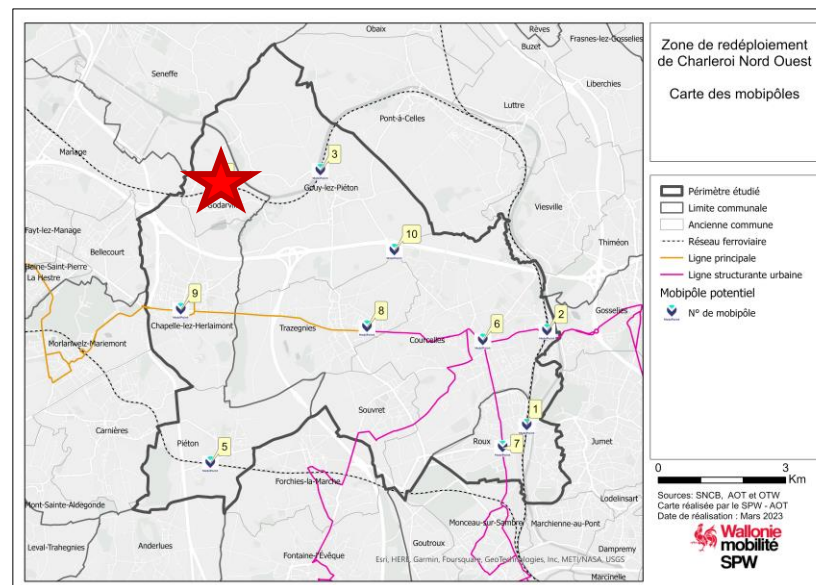 Obaix
Rèves
Frasnes-lez-Gosselies
Buzet
Seneffe
Liberchies
Luttre
Pont-à-Celles
Manage
3
Gouy-lez-Piéton
Godarville
Viesville
Fayt-lez-Manage
Bellecourt
10
Thiméon
Haine-Saint-Pierre
La Hestre
9
Gosselies
8
6
2
Chapelle-lez-Herlaimont
Trazegnies
Courcelles
Morlanwelz-Mariemont
Souvret
1
Carnières
Piéton
5
Roux
7
Jumet
Forchies-la-Marche
Mont-Sainte-Aldegonde
Lodelinsart
Monceau-sur-Sambre
Marchienne-au-Pont
Leval-Trahegnies
Anderlues
Goutroux
Dampremy
Fontaine-l'Évêque
Esri, HERE, Garmin, Foursquare, GeoTechnologies, Inc, METI/NASA, USGS
Marcinelle
Zone de redéploiement
de Charleroi Nord Ouest
Carte des mobipôles
Périmètre étudié
Limite communale
Ancienne commune
Réseau ferroviaire
Ligne principale
Ligne structurante urbaine
Mobipôle potentiel
N° de mobipôle
0 3
Km
Sources: SNCB, AOT et OTW
Carte réalisée par le SPW - AOT
Date de réalisation : Mars 2023
Wallonie
mobilité
SPW